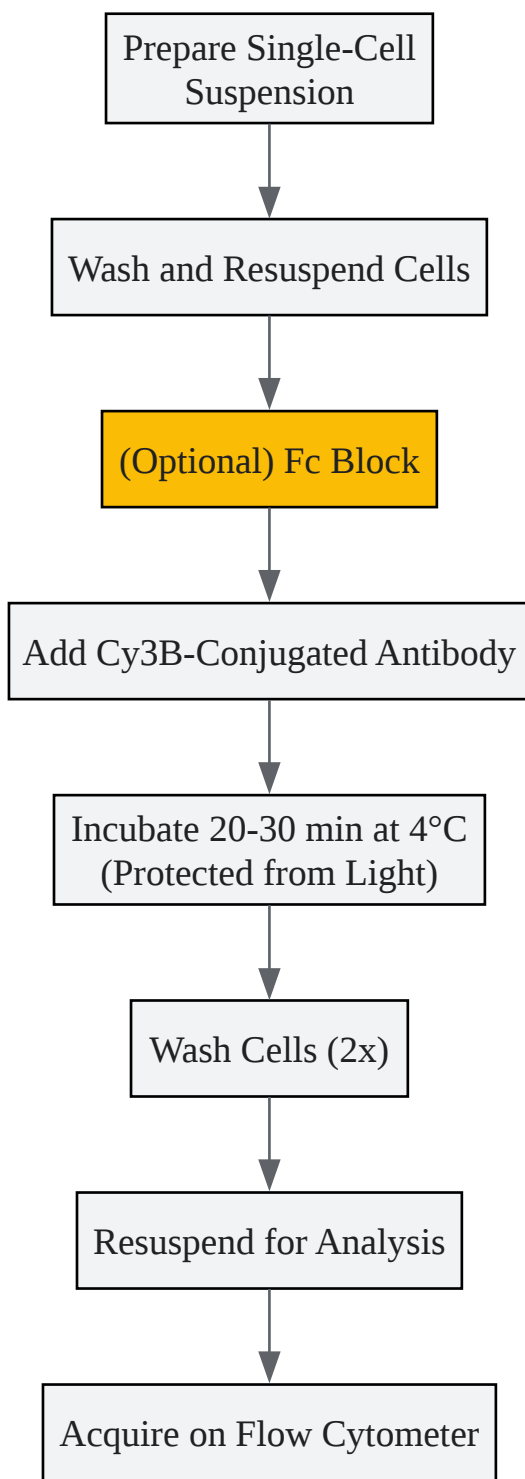 Prepare Single-Cell
Suspension
Wash and Resuspend Cells
(Optional) Fc Block
Add Cy3B-Conjugated Antibody
Incubate 20-30 min at 4°C
(Protected from Light)
Wash Cells (2x)
Resuspend for Analysis
Acquire on Flow Cytometer